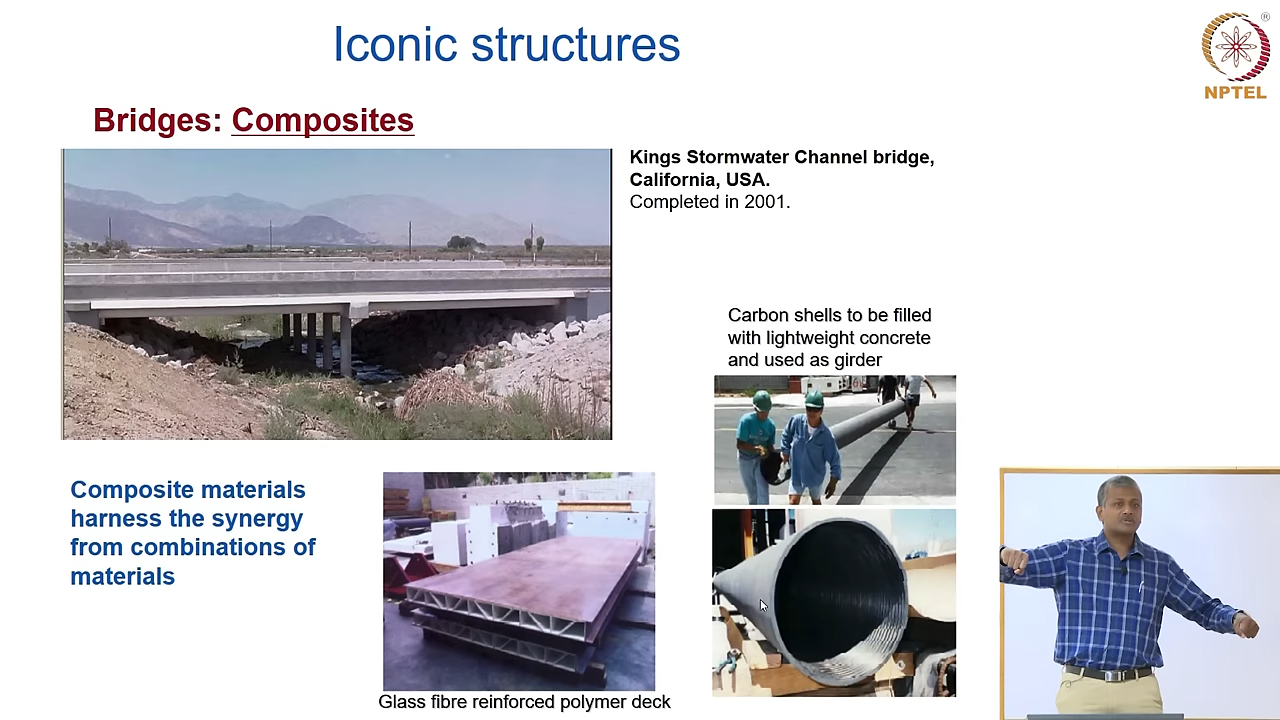 Iconic structures
®
NPTEL
Bridges: Composites
Kings Stormwater Channel bridge,
California, USA.
Completed in 2001.
Carbon shells to be filled
with lightweight concrete
and used as girder
Composite materials
harness the synergy
from combinations of
materials
Glass fibre reinforced polymer deck